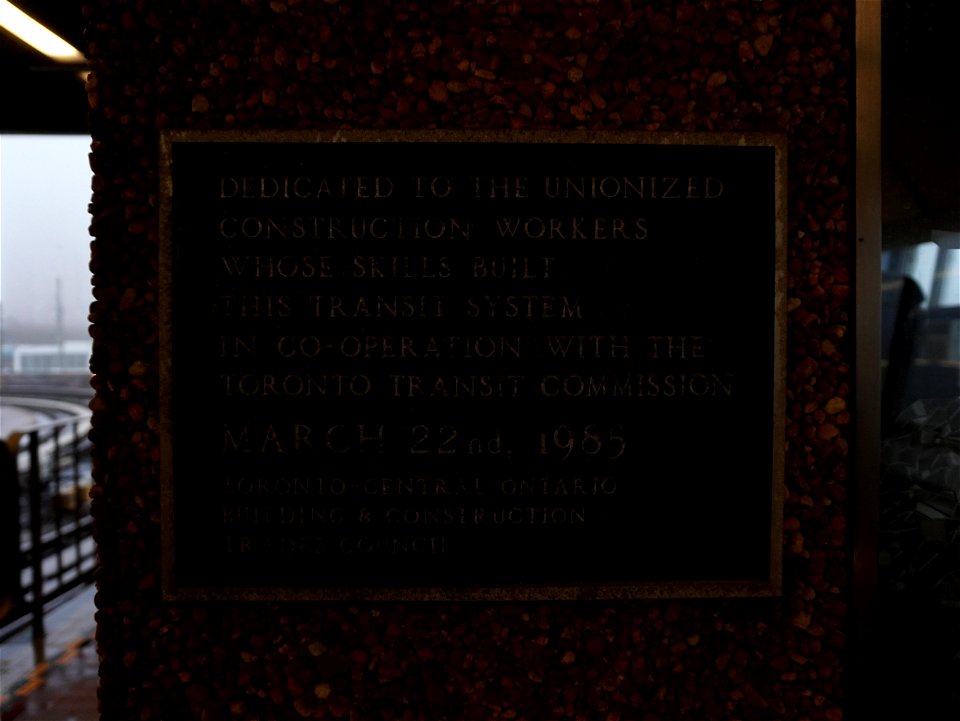 DEDICATED TO THE UNIONIZED
CONSTRUCTION WORKERS
WHOSE SKILLS BUILT
THIS TRANSIT SYSTEM
IN CO-OPERATION WITH THE
TORONTO TRANSIT COMMISSION
MARCH 22nd, 1985
TORONTO-CENTRAL ONTARIO
BUILDING & CONSTRUCTION
TRADES COUNCIL